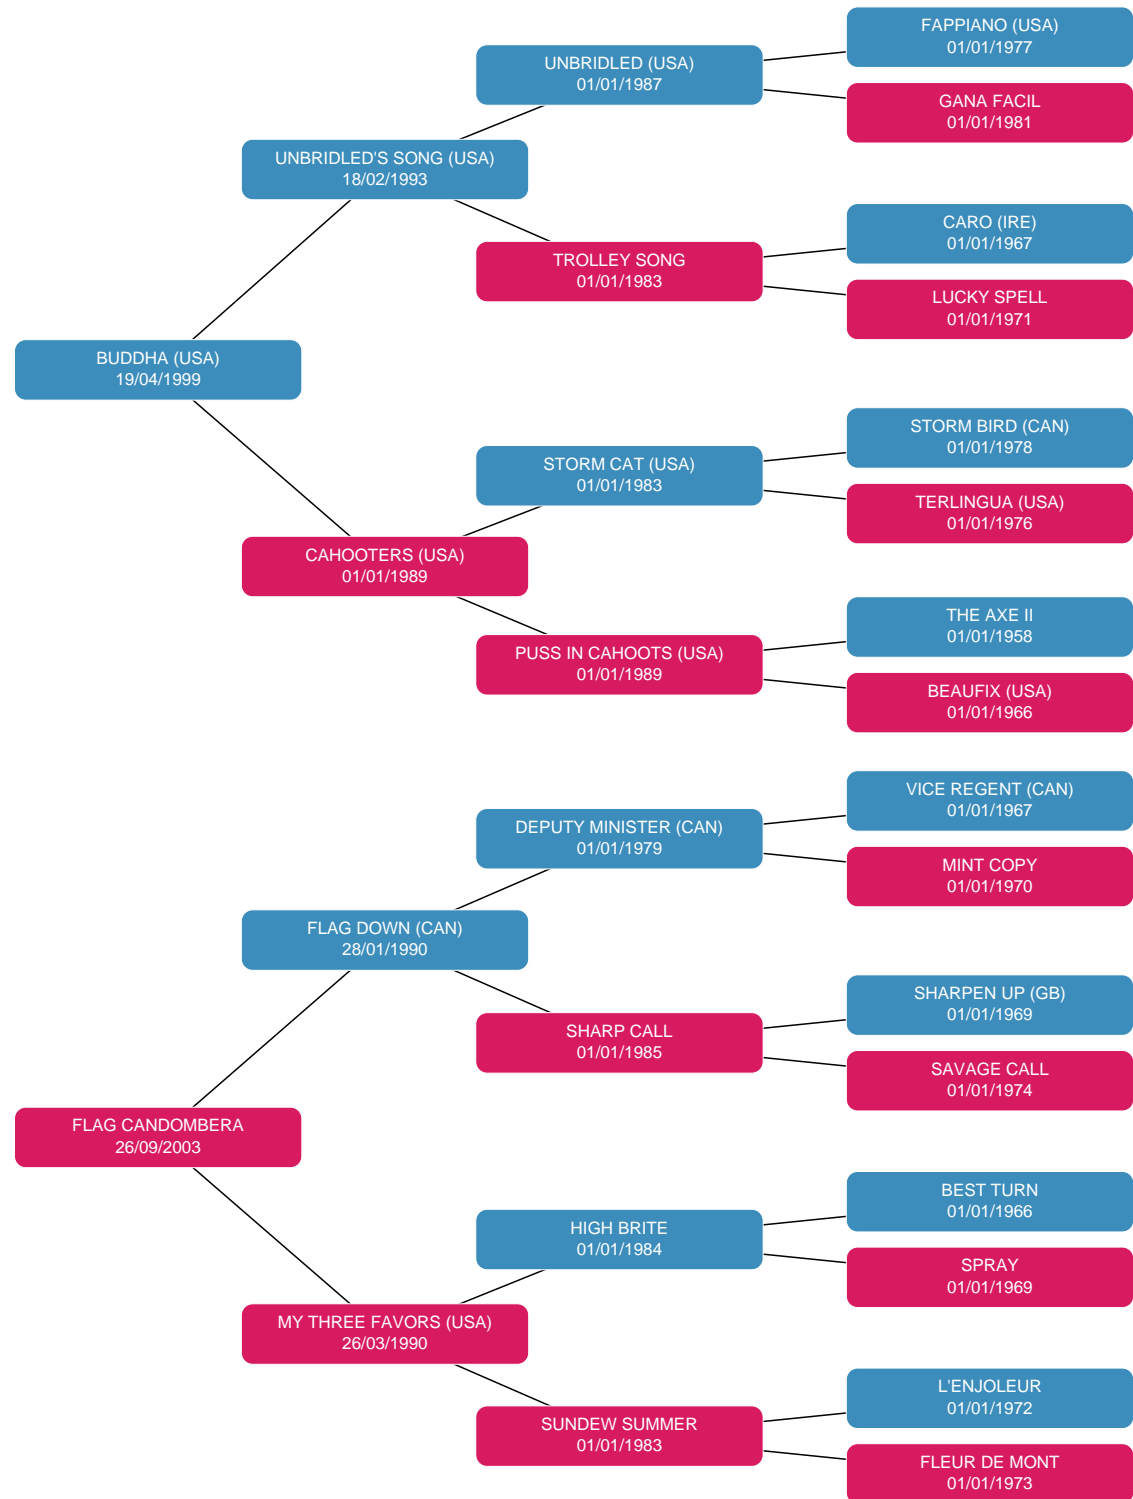 FAPPIANO (USA)
01/01/1977
UNBRIDLED (USA)
01/01/1987
GANA FACIL
01/01/1981
UNBRIDLED'S SONG (USA)
18/02/1993
CARO (IRE)
01/01/1967
TROLLEY SONG
01/01/1983
LUCKY SPELL
01/01/1971
BUDDHA (USA)
19/04/1999
STORM BIRD (CAN)
01/01/1978
STORM CAT (USA)
01/01/1983
TERLINGUA (USA)
01/01/1976
CAHOOTERS (USA)
01/01/1989
THE AXE II
01/01/1958
PUSS IN CAHOOTS (USA)
01/01/1989
BEAUFIX (USA)
01/01/1966
VICE REGENT (CAN)
01/01/1967
DEPUTY MINISTER (CAN)
01/01/1979
MINT COPY
01/01/1970
FLAG DOWN (CAN)
28/01/1990
SHARPEN UP (GB)
01/01/1969
SHARP CALL
01/01/1985
SAVAGE CALL
01/01/1974
FLAG CANDOMBERA
26/09/2003
BEST TURN
01/01/1966
HIGH BRITE
01/01/1984
SPRAY
01/01/1969
MY THREE FAVORS (USA)
26/03/1990
L'ENJOLEUR
01/01/1972
SUNDEW SUMMER
01/01/1983
FLEUR DE MONT
01/01/1973